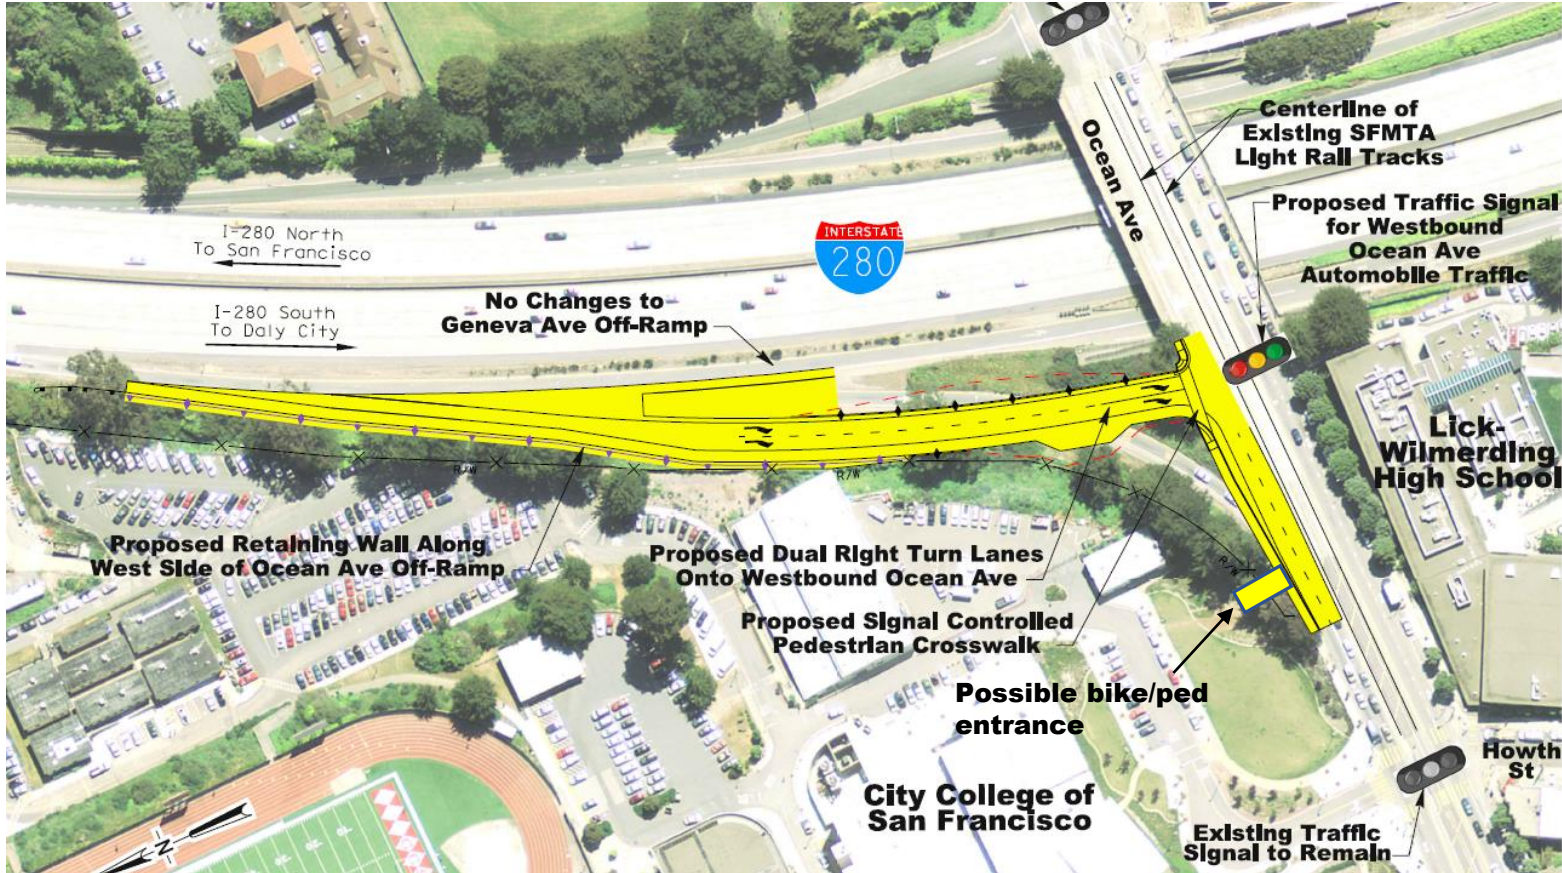 Centerline of
Existing SFMTA
Light Rail Tracks
Ocean Ave
Proposed Traffic Signal
for Westbound
Ocean Ave
Automobile Traffic
I-280 North
To San Francisco
INTERSTATE
280
I-280 South
To Daly City
No Changes to
Geneva Ave Off-Ramp
Lick-
Wilmerding
High School
R/W
R/W
R/W
Proposed Retaining Wall Along
West Side of Ocean Ave Off-Ramp
Proposed Dual Right Turn Lanes
Onto Westbound Ocean Ave
Proposed Signal Controlled
Pedestrian Crosswalk
Possible bike/ped
entrance
City College of
San Francisco
Howth
St
Existing Traffic
Signal to Remain
N